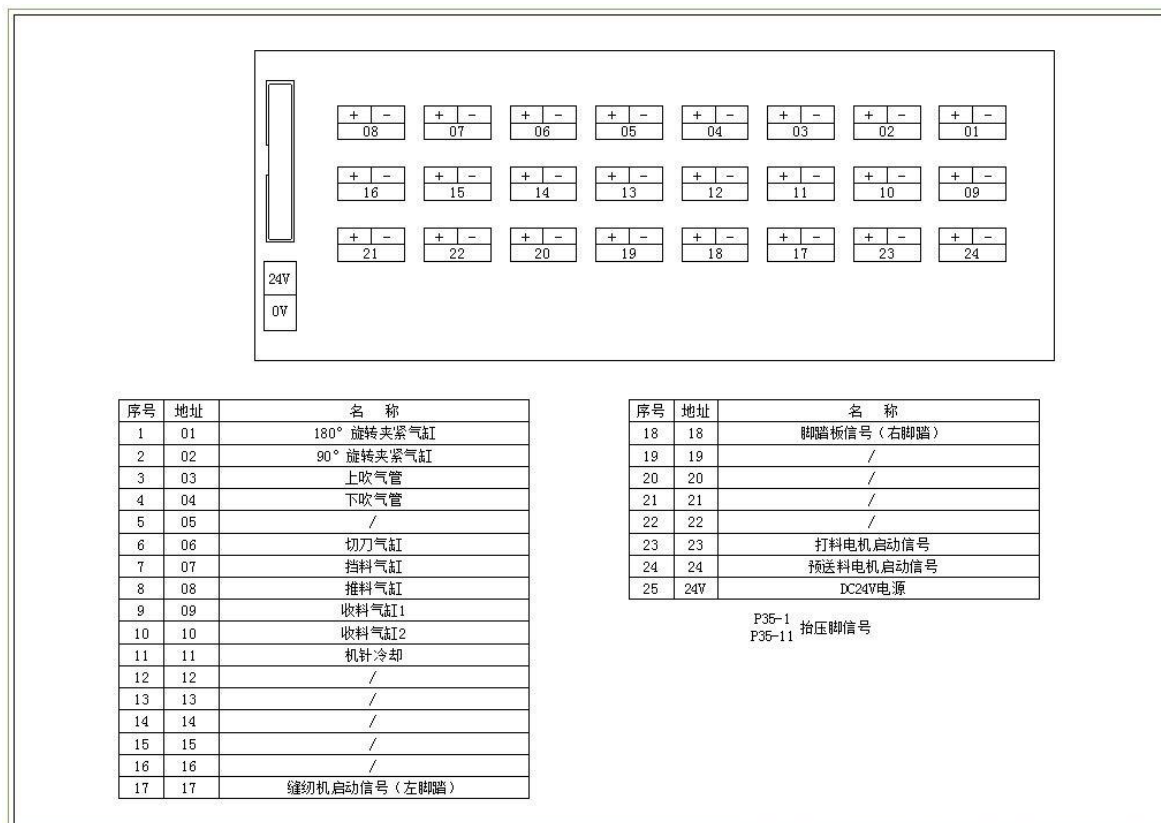 + - + - + - + - + - + - + - + -
08 07 06 05 04 03 02 01
+ - + - + - + - + - + - + - + -
16 15 14 13 12 11 10 09
+ - + - + - + - + - + - + - + -
21 22 20 19 18 17 23 24
24V
0V
序号 地址 名 称
1 01 180°旋转夹紧气缸
2 02 90°旋转夹紧气缸
3 03 上吹气管
4 04 下吹气管
5 05 /
6 06 切刀气缸
7 07 挡料气缸
8 08 推料气缸
9 09 收料气缸1
10 10 收料气缸2
11 11 机针冷却
12 12 /
13 13 /
14 14 /
15 15 /
16 16 /
17 17 缝纫机启动信号（左脚踏）
序号 地址 名 称
18 18 脚踏板信号（右脚踏）
19 19 /
20 20 /
21 21 /
22 22 /
23 23 打料电机启动信号
24 24 预送料电机启动信号
25 24V DC24V电源
P35-1
P35-11
抬压脚信号